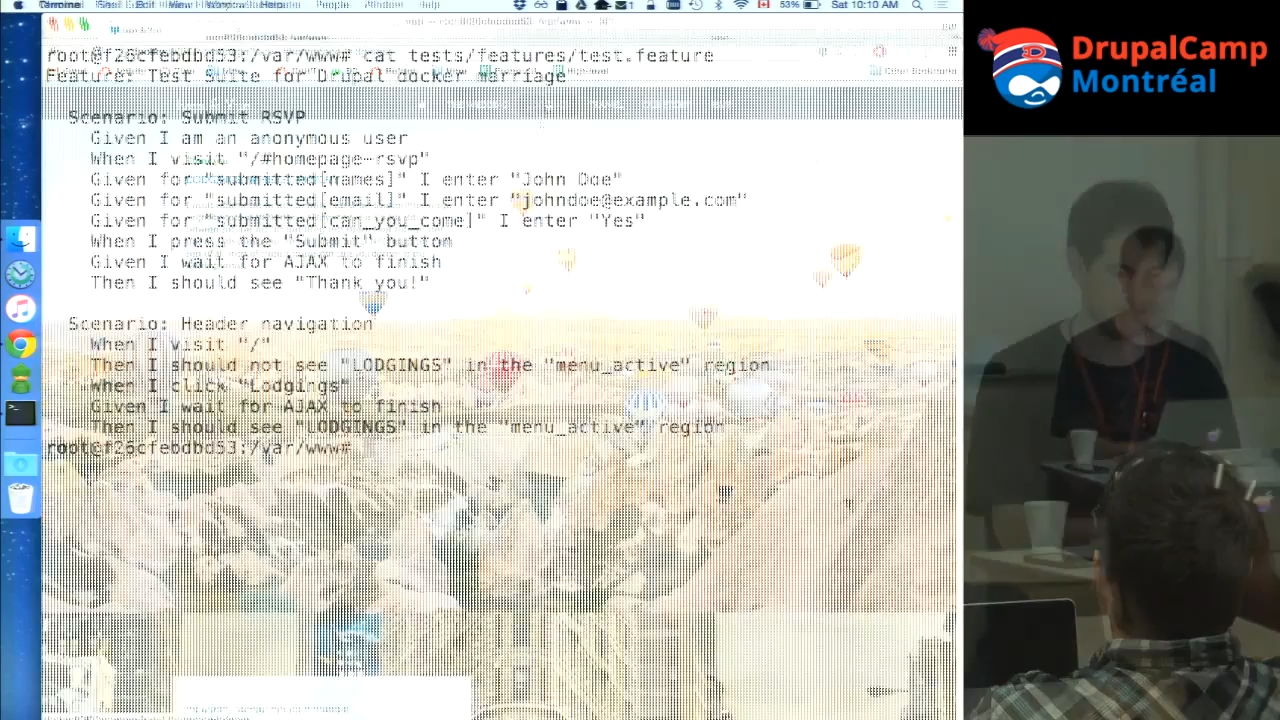 53% Sat 10:10 AM
root@f26cfebdbd53:/var/www# cat tests/features/test.feature
Feature: Test Suite for Drupal docker marriage
Scenario: Submit RSVP
Given I am an anonymous user
When I visit "/#homepage-rsvp"
Given for "submitted[names]" I enter "John Doe"
Given for "submitted[email]" I enter "johndoe@example.com"
Given for "submitted[can_you_come]" I enter "Yes"
When I press the "Submit" button
Given I wait for AJAX to finish
Then I should see "Thank you!"
Scenario: Header navigation
When I visit "/"
Then I should not see "LODGINGS" in the "menu_active" region
When I click "Lodgings"
Given I wait for AJAX to finish
Then I should see "LODGINGS" in the "menu_active" region
root@f26cfebdbd53:/var/www#
DrupalCamp
Montréal